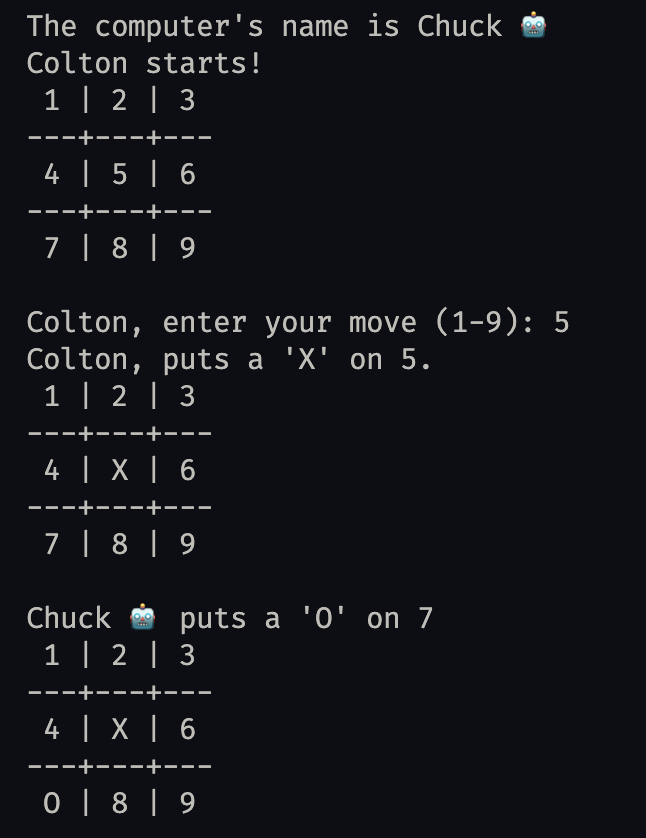 The computer's name is Chuck 🤖
Colton starts!
 1 | 2 | 3
---+---+---
 4 | 5 | 6
---+---+---
 7 | 8 | 9

Colton, enter your move (1-9): 5
Colton, puts a 'X' on 5.
 1 | 2 | 3
---+---+---
 4 | X | 6
---+---+---
 7 | 8 | 9

Chuck 🤖 puts a 'O' on 7
 1 | 2 | 3
---+---+---
 4 | X | 6
---+---+---
 O | 8 | 9